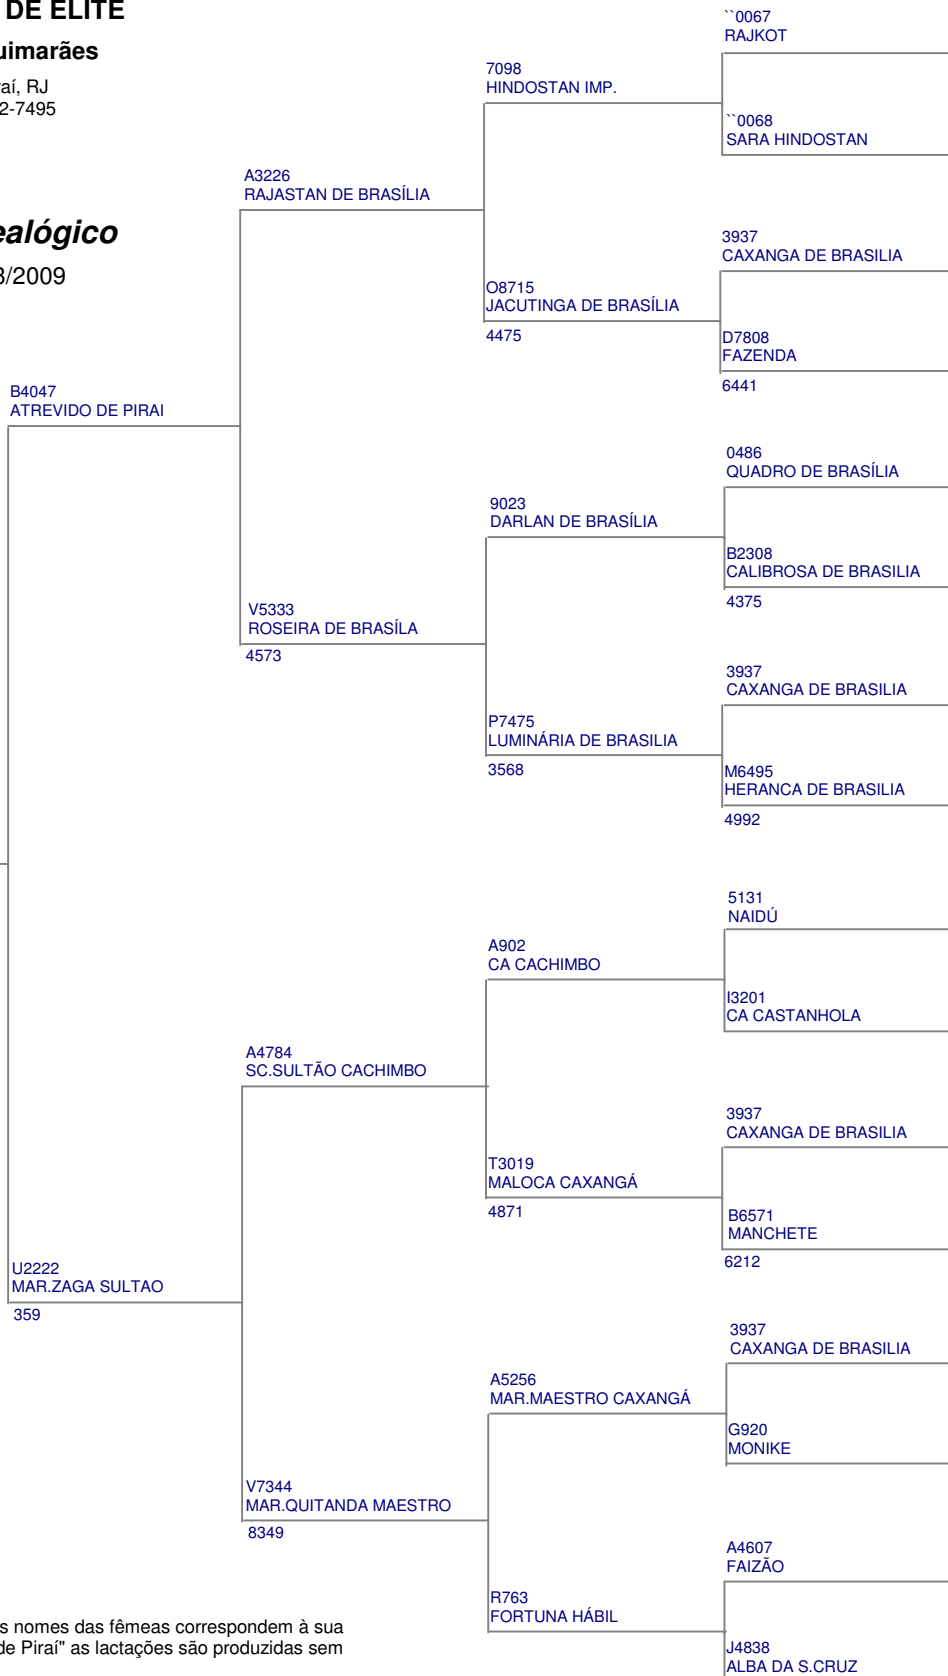 DE ELITE
uimarães
raí, RJ
2-7495
ealógico
3/2009
``0067
RAJKOT
7098
HINDOSTAN IMP.
``0068
SARA HINDOSTAN
A3226
RAJASTAN DE BRASÍLIA
3937
CAXANGA DE BRASILIA
O8715
JACUTINGA DE BRASÍLIA
4475
D7808
FAZENDA
6441
B4047
ATREVIDO DE PIRAI
0486
QUADRO DE BRASÍLIA
9023
DARLAN DE BRASÍLIA
B2308
CALIBROSA DE BRASILIA
4375
V5333
ROSEIRA DE BRASÍLA
4573
3937
CAXANGA DE BRASILIA
P7475
LUMINÁRIA DE BRASILIA
3568
M6495
HERANCA DE BRASILIA
4992
5131
NAIDÚ
A902
CA CACHIMBO
I3201
CA CASTANHOLA
A4784
SC.SULTÃO CACHIMBO
3937
CAXANGA DE BRASILIA
T3019
MALOCA CAXANGÁ
4871
B6571
MANCHETE
6212
U2222
MAR.ZAGA SULTAO
359
3937
CAXANGA DE BRASILIA
A5256
MAR.MAESTRO CAXANGÁ
G920
MONIKE
V7344
MAR.QUITANDA MAESTRO
8349
A4607
FAIZÃO
R763
FORTUNA HÁBIL
J4838
ALBA DA S.CRUZ
s nomes das fêmeas correspondem à sua
de Piraí" as lactações são produzidas sem